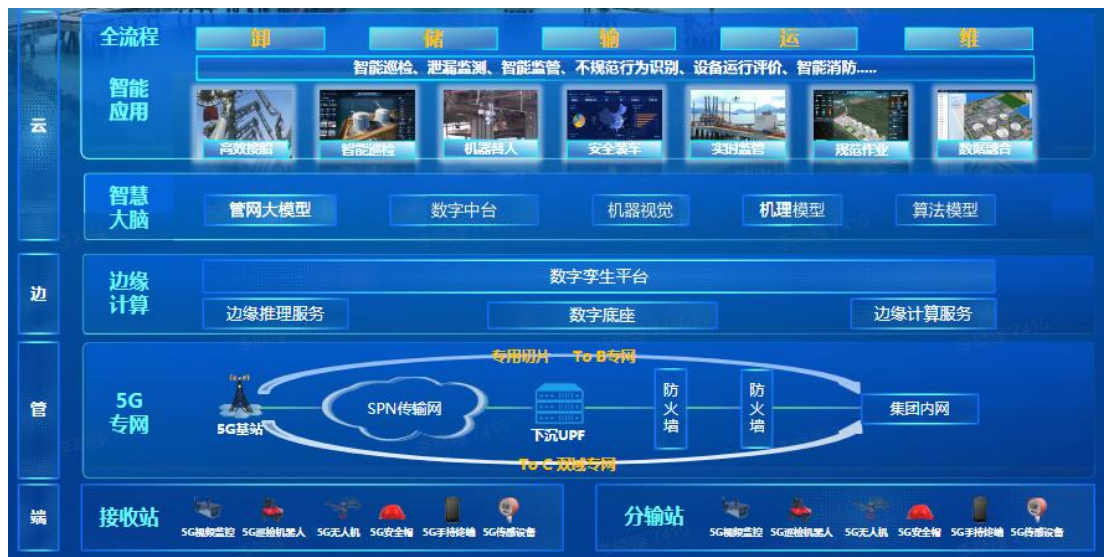 云
全流程
卸
储
输
运
维
智能
应用
智能巡检、泄漏监测、智能监管、不规范行为识别、设备运行评价、智能消防.....
高效接船
智能巡检
机器替人
安全装车
实时监管
规范作业
数据融合
智慧
大脑
管网大模型
数字中台
机器视觉
机理模型
算法模型
边
边缘
计算
数字孪生平台
边缘推理服务
数字底座
边缘计算服务
管
5G
专网
专用切片 To B专网
5G基站
SPN传输网
下沉UPF
防火墙
防火墙
集团内网
To C 双域专网
端
接收站
5G视频监控
5G巡检机器人
5G无人机
5G安全帽
5G手持终端
5G传感设备
分输站
5G视频监控
5G巡检机器人
5G无人机
5G安全帽
5G手持终端
5G传感设备